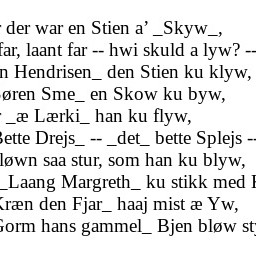 der war en Stien a’ _Skyw_,
far, laant far -- hwi skuld a lyw? --
n Hendrisen_ den Stien ku klyw,
øren Sme_ en Skow ku byw,
_æ Lærki_ han ku flyw,
ette Drejs_ -- _det_ bette Splejs --
løwn saa stur, som han ku blyw,
_Laang Margreth_ ku stikk med
Kræn den Fjar_ haaj mist æ Yw,
Gorm hans gammel_ Bjen bløw st